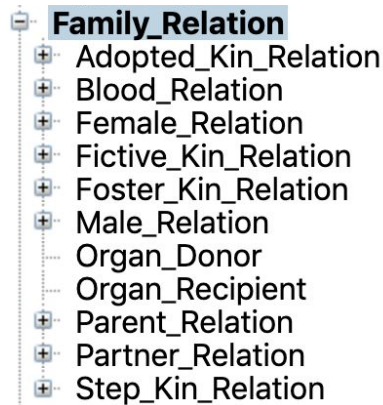 Family_Relation
Adopted_Kin_Relation
Blood_Relation
Female_Relation
Fictive_Kin_Relation
Foster_Kin_Relation
Male_Relation
Organ_Donor
Organ_Recipient
Parent_Relation
Partner_Relation
Step_Kin_Relation